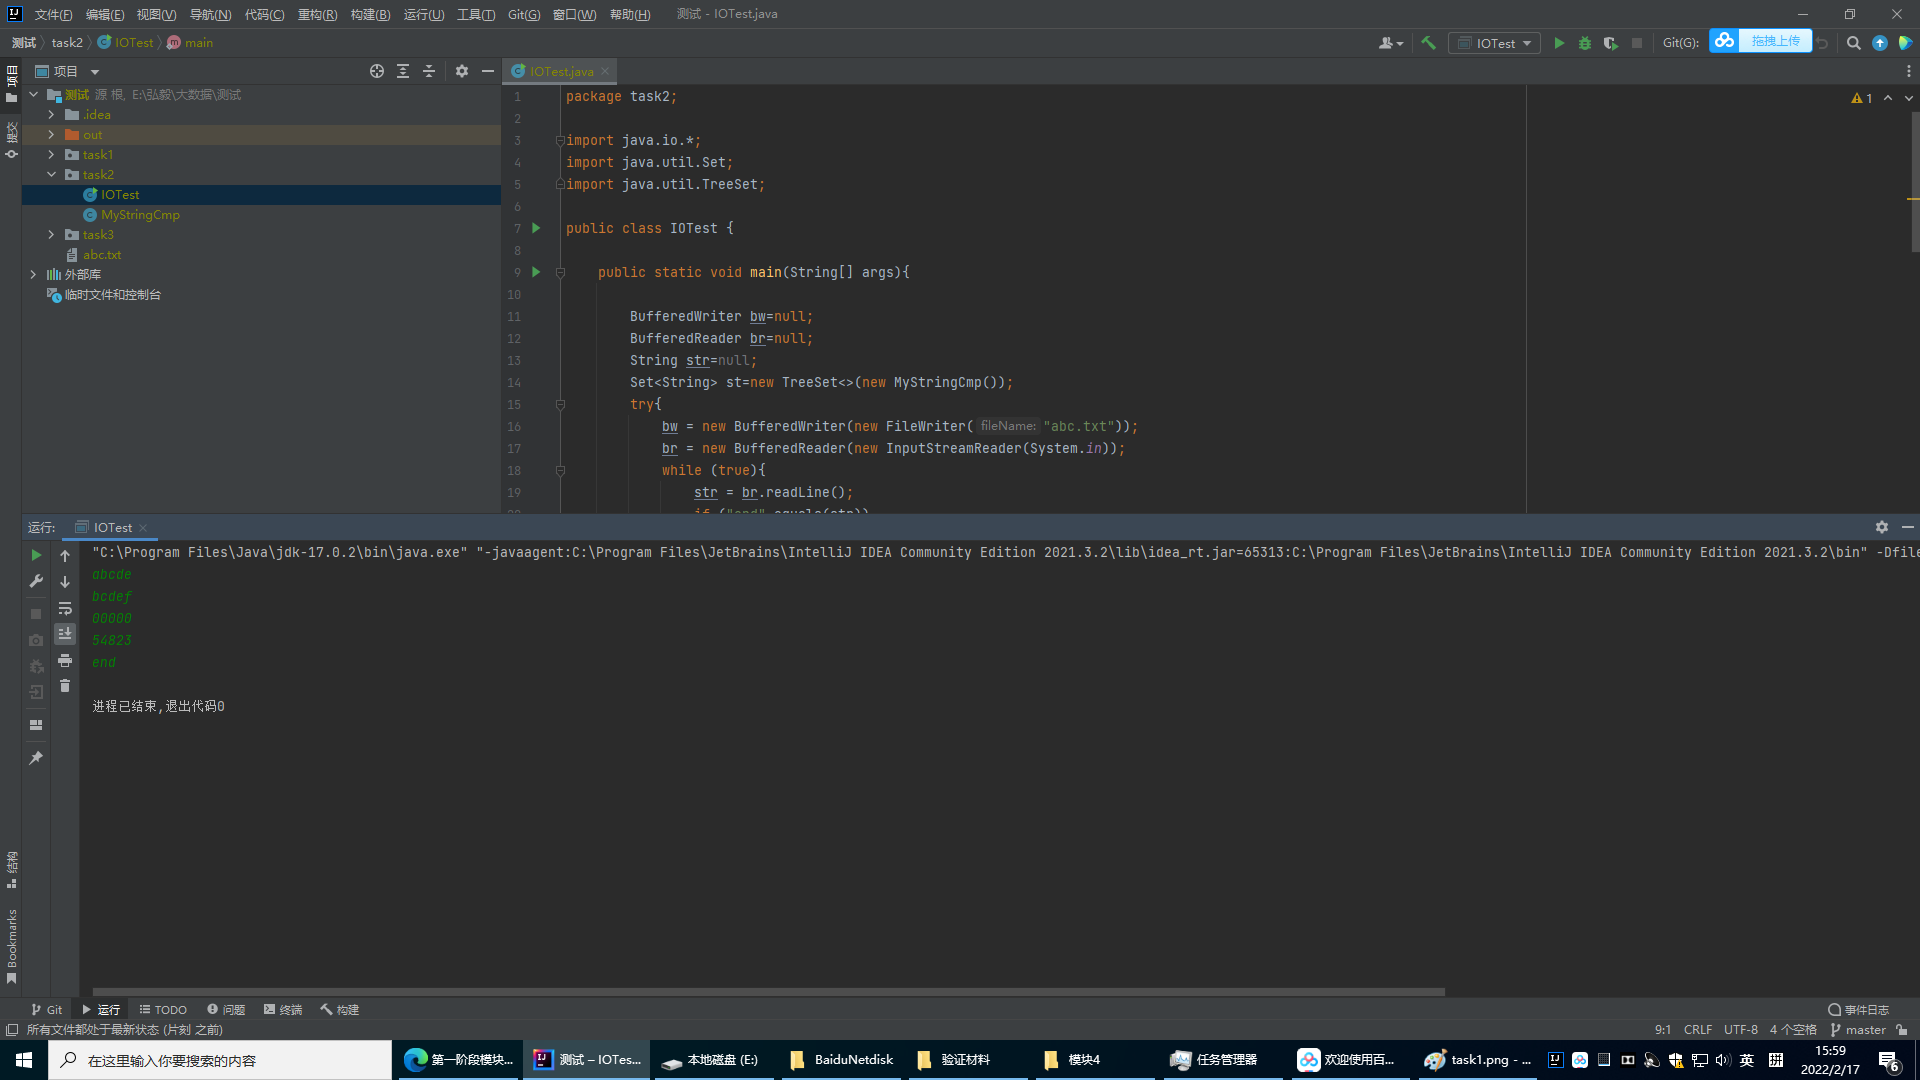 文件(F) 编辑(E) 视图(V) 导航(N) 代码(C) 重构(R) 构建(B) 运行(U) 工具(T) Git(G) 窗口(W) 帮助(H) 测试 - IOTest.java
测试 task2 IOTest main
IOTest Git(G): 拖拽上传
项目
项目
IOTest.java
测试 源 根, E:\弘毅\大数据\测试
.idea
out
task1
task2
IOTest
MyStringCmp
task3
abc.txt
外部库
临时文件和控制台
提交
1
1 package task2;
2
3 import java.io.*;
4 import java.util.Set;
5 import java.util.TreeSet;
6
7 public class IOTest {
8
9 public static void main(String[] args){
10
11 BufferedWriter bw=null;
12 BufferedReader br=null;
13 String str=null;
14 Set<String> st=new TreeSet<>(new MyStringCmp());
15 try{
16 bw = new BufferedWriter(new FileWriter( fileName: "abc.txt"));
17 br = new BufferedReader(new InputStreamReader(System.in));
18 while (true){
19 str = br.readLine();
运行: IOTest
"C:\Program Files\Java\jdk-17.0.2\bin\java.exe" "-javaagent:C:\Program Files\JetBrains\IntelliJ IDEA Community Edition 2021.3.2\lib\idea_rt.jar=65313:C:\Program Files\JetBrains\IntelliJ IDEA Community Edition 2021.3.2\bin" -Dfile
abcde
bcdef
00000
54823
end
进程已结束,退出代码0
结构
Bookmarks
Git 运行 TODO 问题 终端 构建 事件日志
所有文件都处于最新状态 (片刻 之前) 9:1 CRLF UTF-8 4 个空格 master
在这里输入你要搜索的内容 第一阶段模块... 测试 – IOTes... 本地磁盘 (E:) BaiduNetdisk 验证材料 模块4 任务管理器 欢迎使用百... task1.png - ... 英 拼 15:59
2022/2/17 6